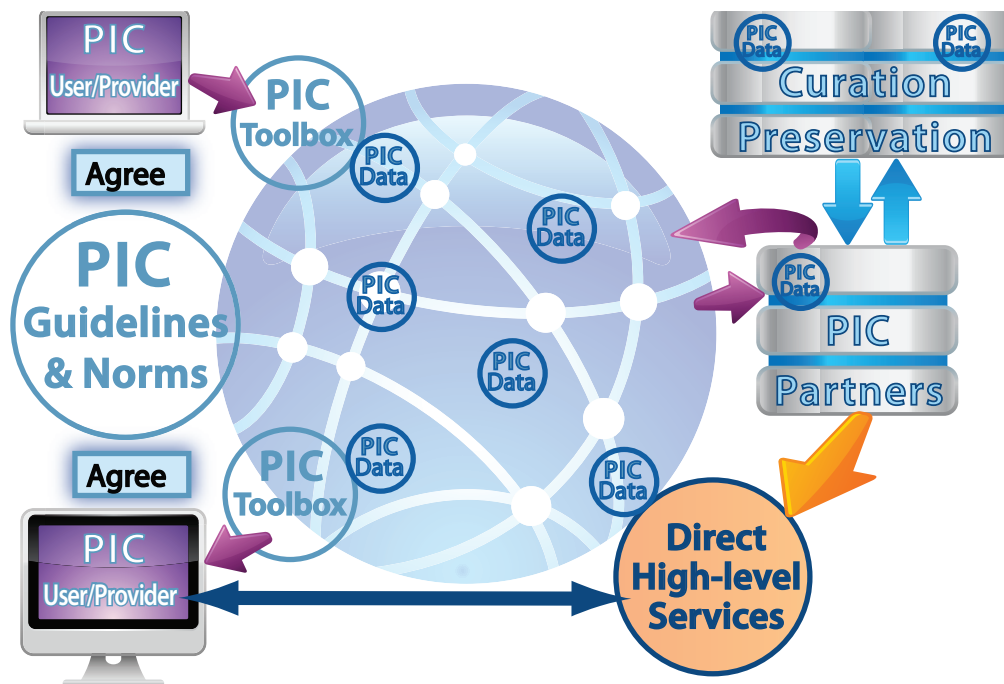 PIC
User/Provider
PIC
Toolbox
Agree
PIC
Guidelines
& Norms
Agree
PIC
Toolbox
PIC
User/Provider
PIC
Data
PIC
Data
PIC
Data
PIC
Data
PIC
Data
PIC
Data
PIC
Data
PIC
Data
Curation
Preservation
PIC
Data
PIC
Partners
Direct
High-level
Services